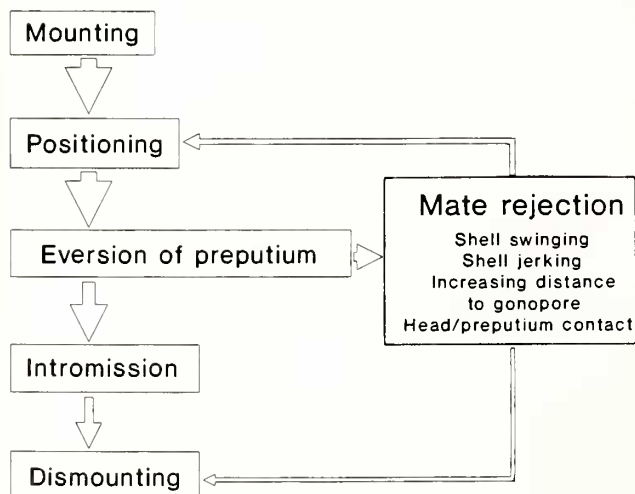 Mounting
Positioning
Eversion of preputium
Intromission
Dismounting
Mate rejection
Shell swinging
Shell jerking
Increasing distance
to gonopore
Head/preputium contact